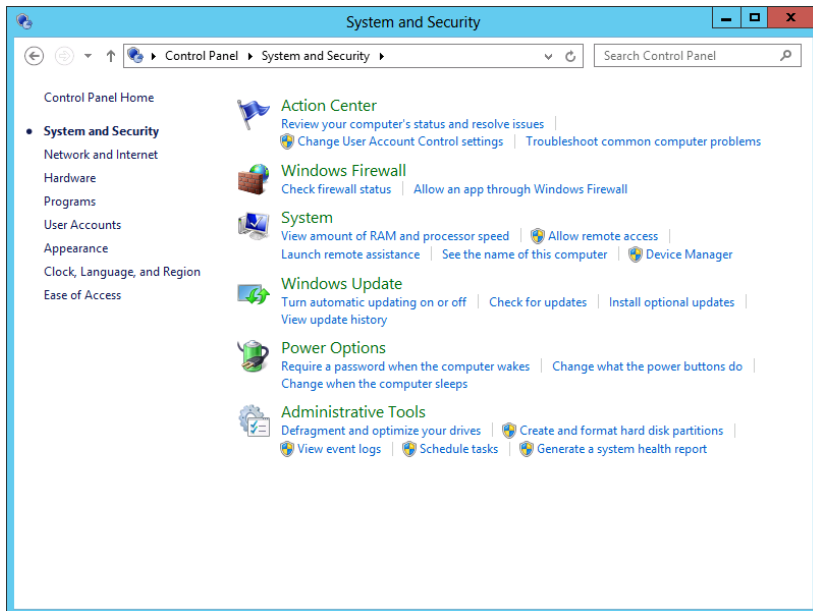 System and Security
Control Panel System and Security
Search Control Panel
Control Panel Home
System and Security
Network and Internet
Hardware
Programs
User Accounts
Appearance
Clock, Language, and Region
Ease of Access
Action Center
Review your computer's status and resolve issues
Change User Account Control settings Troubleshoot common computer problems
Windows Firewall
Check firewall status Allow an app through Windows Firewall
System
View amount of RAM and processor speed Allow remote access
Launch remote assistance See the name of this computer Device Manager
Windows Update
Turn automatic updating on or off Check for updates Install optional updates
View update history
Power Options
Require a password when the computer wakes Change what the power buttons do
Change when the computer sleeps
Administrative Tools
Defragment and optimize your drives Create and format hard disk partitions
View event logs Schedule tasks Generate a system health report